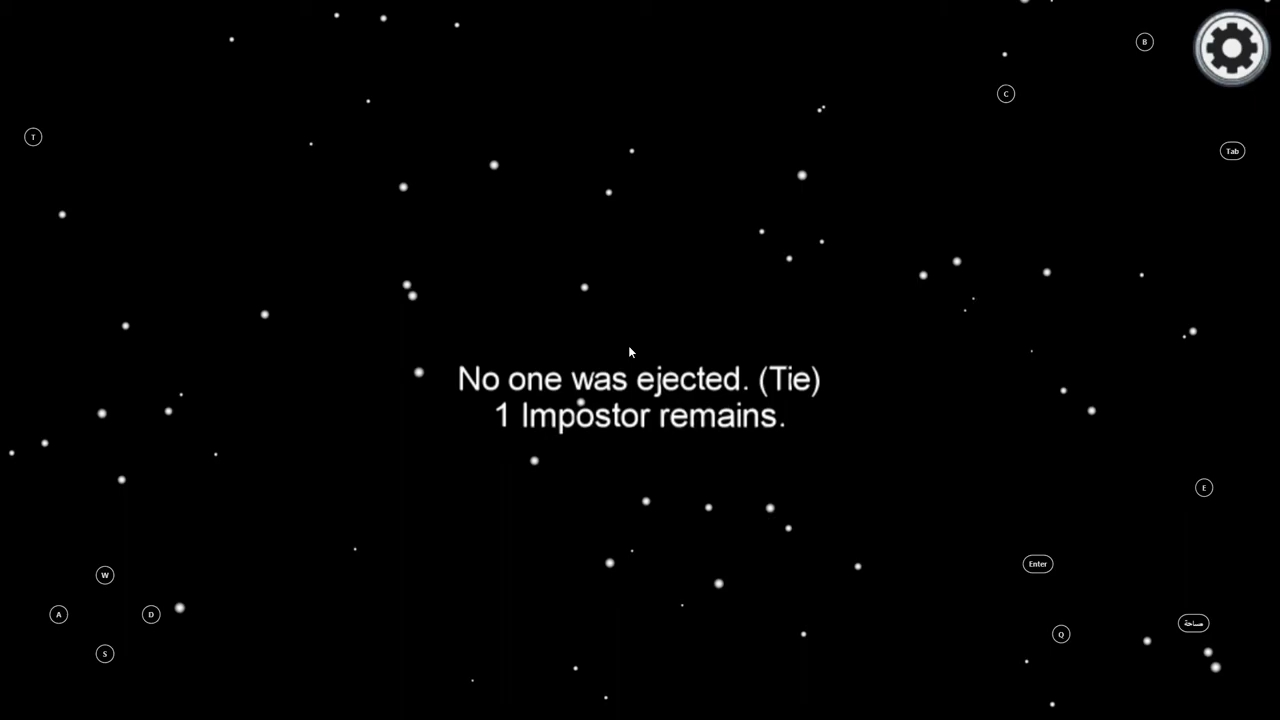 B
C
T
Tab
No one was ejected. (Tie)
1 Impostor remains.
E
Enter
W
A
D
مساحة
Q
S